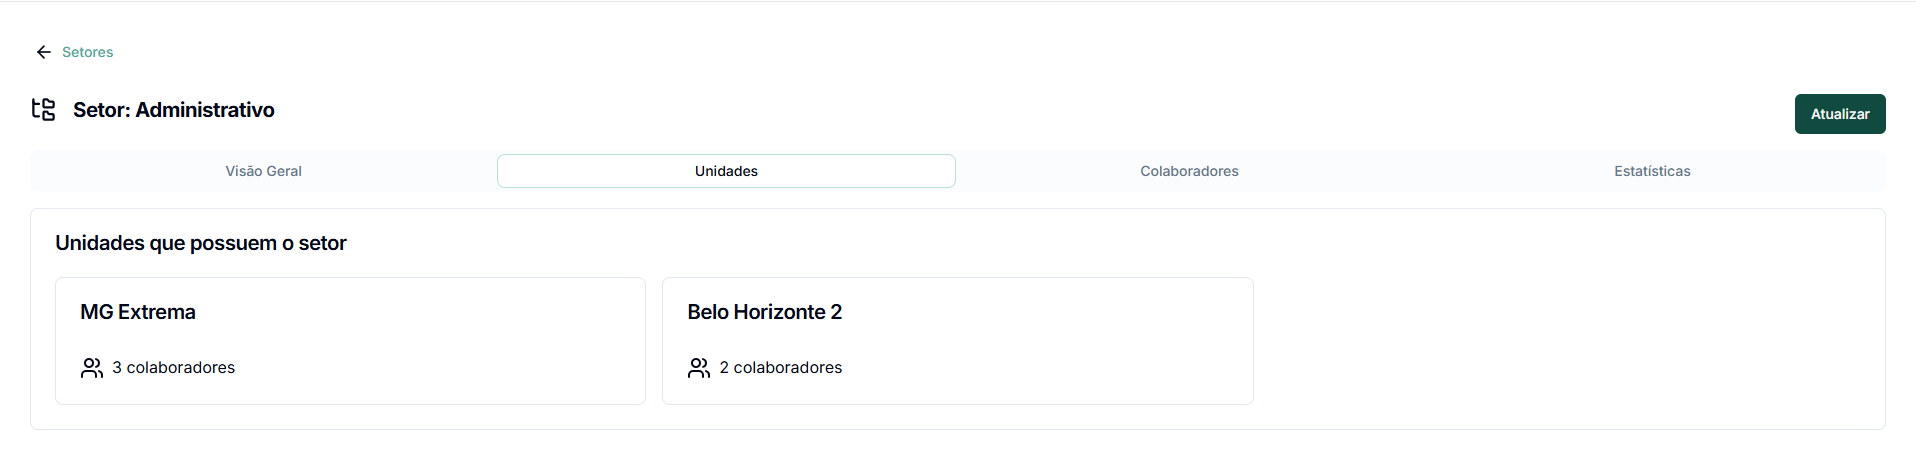 Setores
Setor: Administrativo
Atualizar
Visão Geral
Unidades
Colaboradores
Estatísticas
Unidades que possuem o setor
MG Extrema
3 colaboradores
Belo Horizonte 2
2 colaboradores